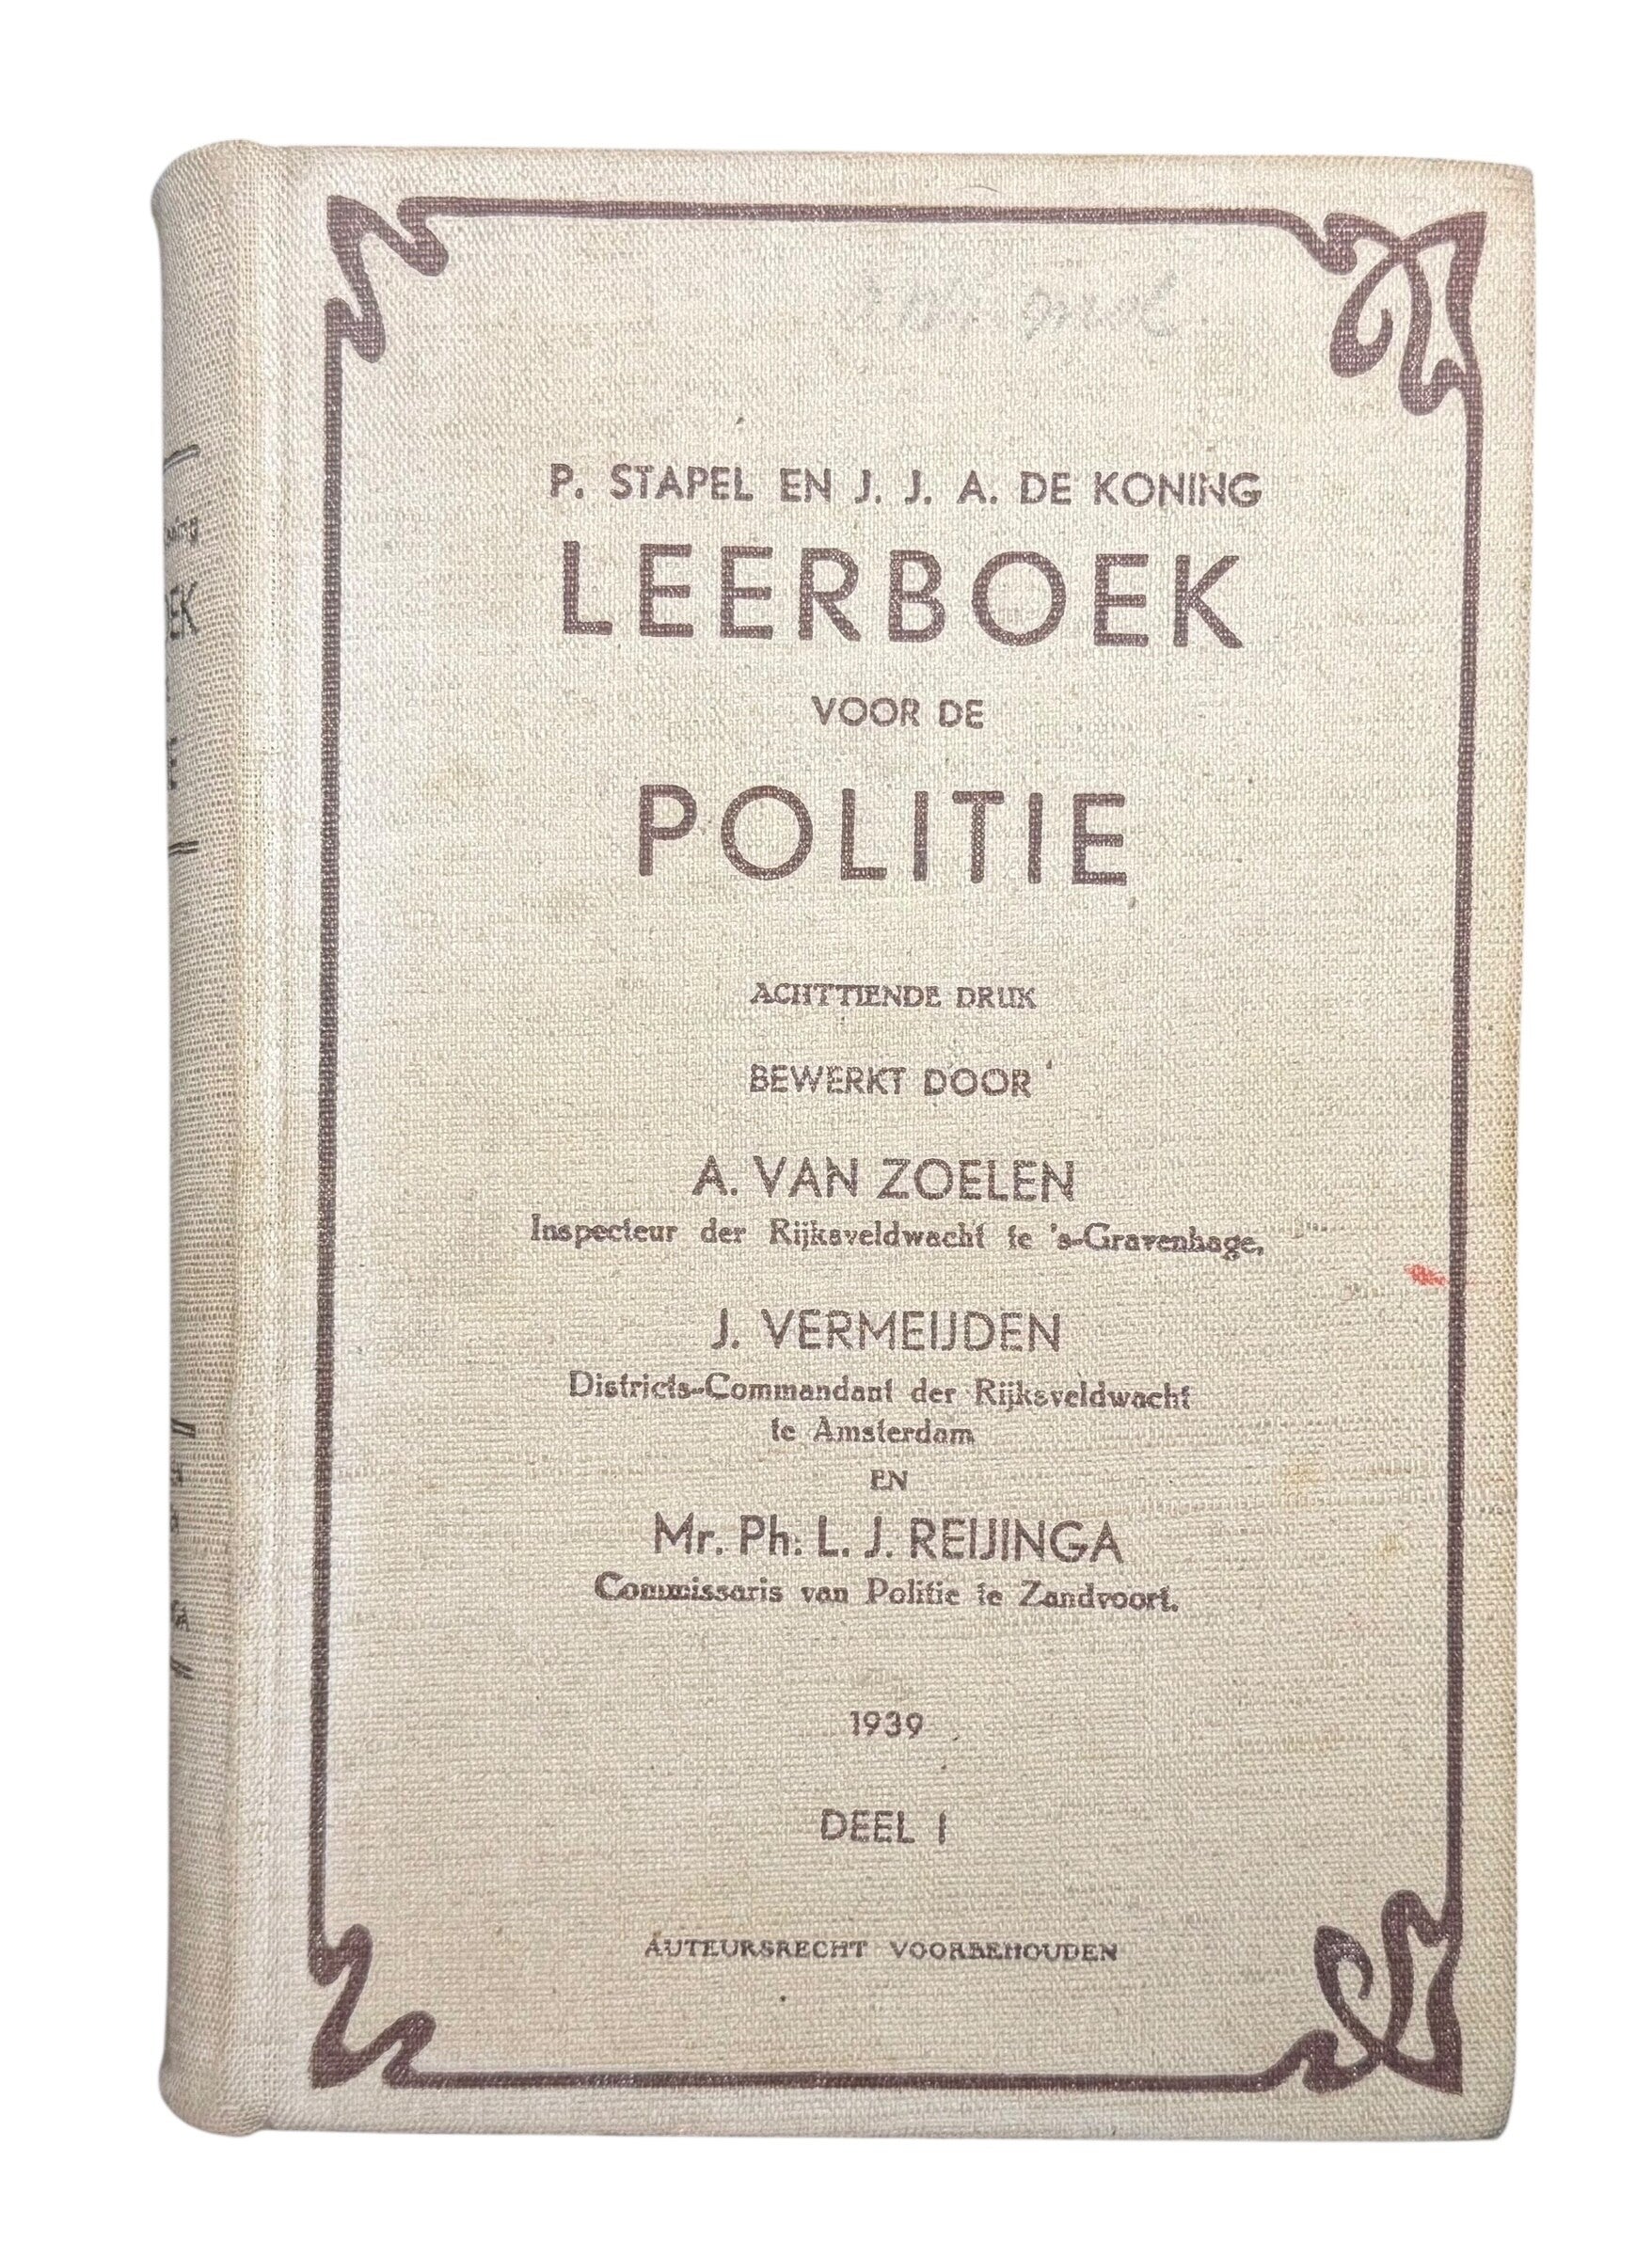 P. STAPEL EN J. J. A. DE KONING
LEERBOEK
VOOR DE
POLITIE
ACHTTIENDE DRUK
BEWERKT DOOR
A. VAN ZOELEN
Inspecteur der Rijksveldwacht te 's-Gravenhage,
J. VERMEIJDEN
Districts-Commandant der Rijksveldwacht
te Amsterdam
EN
Mr. Ph. L. J. REIJINGA
Commissaris van Politie te Zandvoort.
1939
DEEL I
AUTEURSRECHT VOORBEHOUDEN